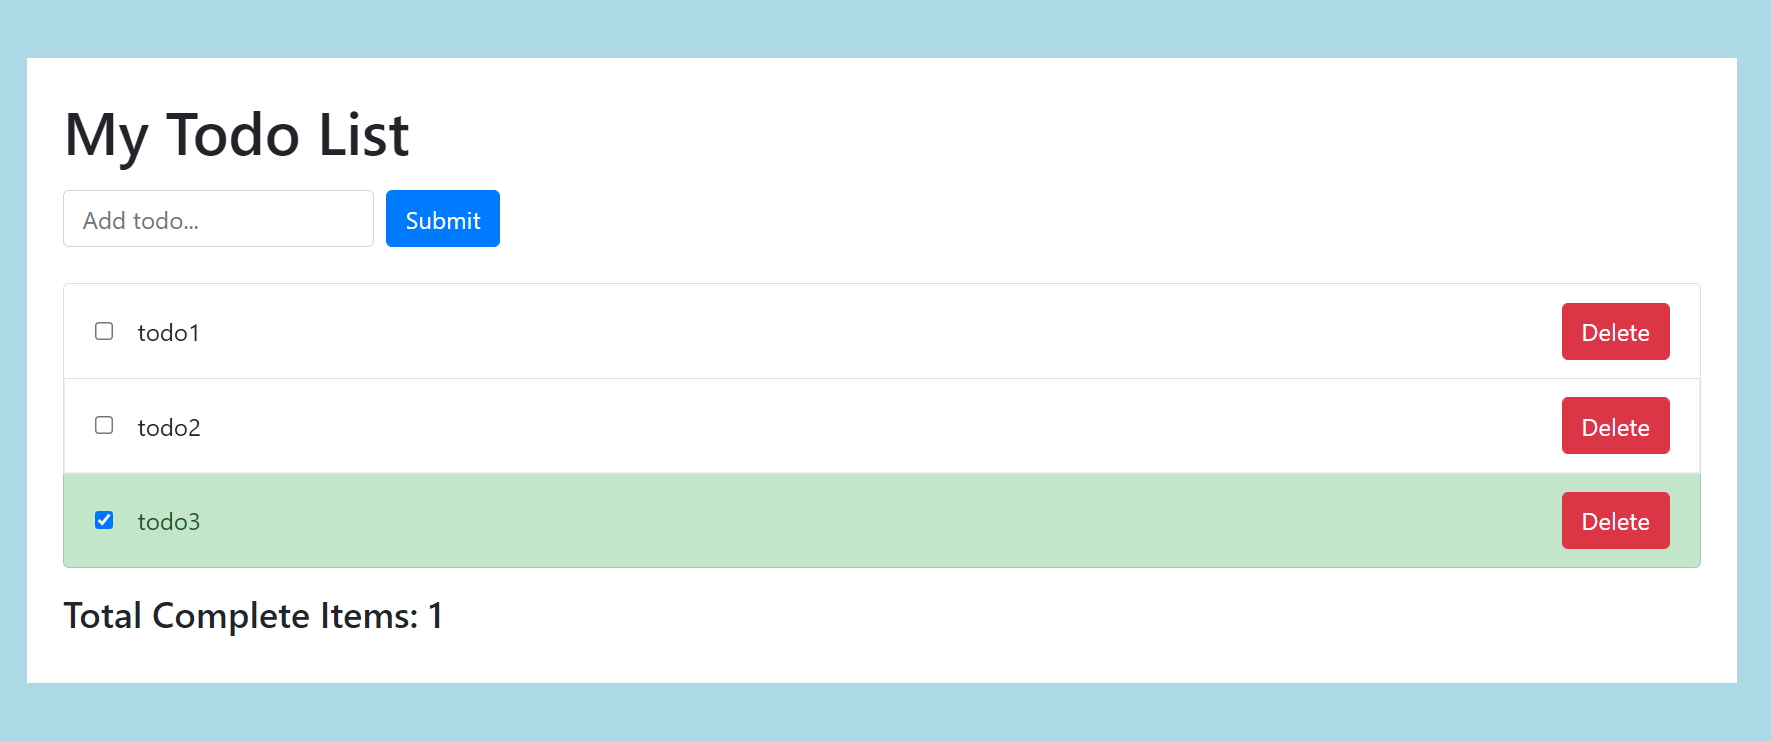 My Todo List
Add todo... Submit
todo1 Delete
todo2 Delete
todo3 Delete
Total Complete Items: 1